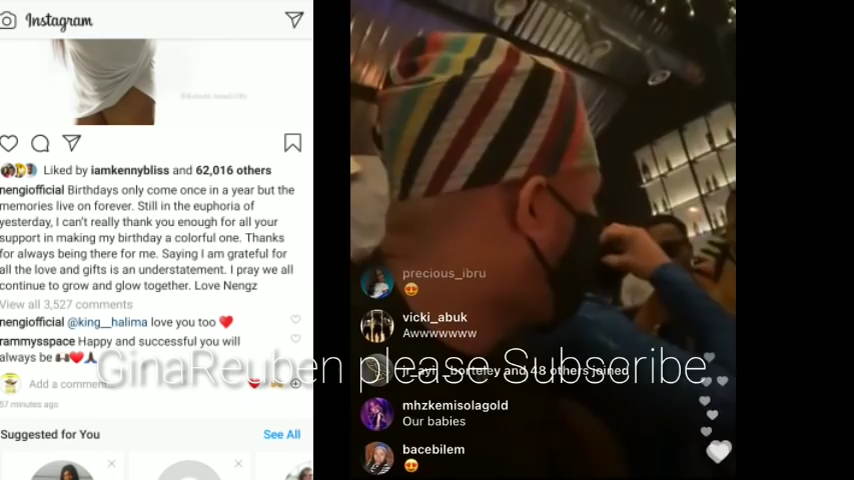 Instagram
Liked by iamkennybliss and 62,016 others
nengiofficial Birthdays only come once in a year but the
memories live on forever. Still in the euphoria of
yesterday, I can't really thank you enough for all your
support in making my birthday a colorful one. Thanks
for always being there for me. Saying I am grateful for
all the love and gifts is an understatement. I pray we all
continue to grow and glow together. Love Nengz
View all 3,527 comments
nengiofficial @king__halima love you too ❤️
rammysspace Happy and successful you will
always be 🙌🏿❤️🙏🏿
Add a comment...
57 minutes ago
Suggested for You
See All
precious_ibru
😍
vicki_abuk
Awwwwwww
and 48 others joined
mhzkemisolagold
Our babies
bacebilem
😍
GinaReuben please Subscribe